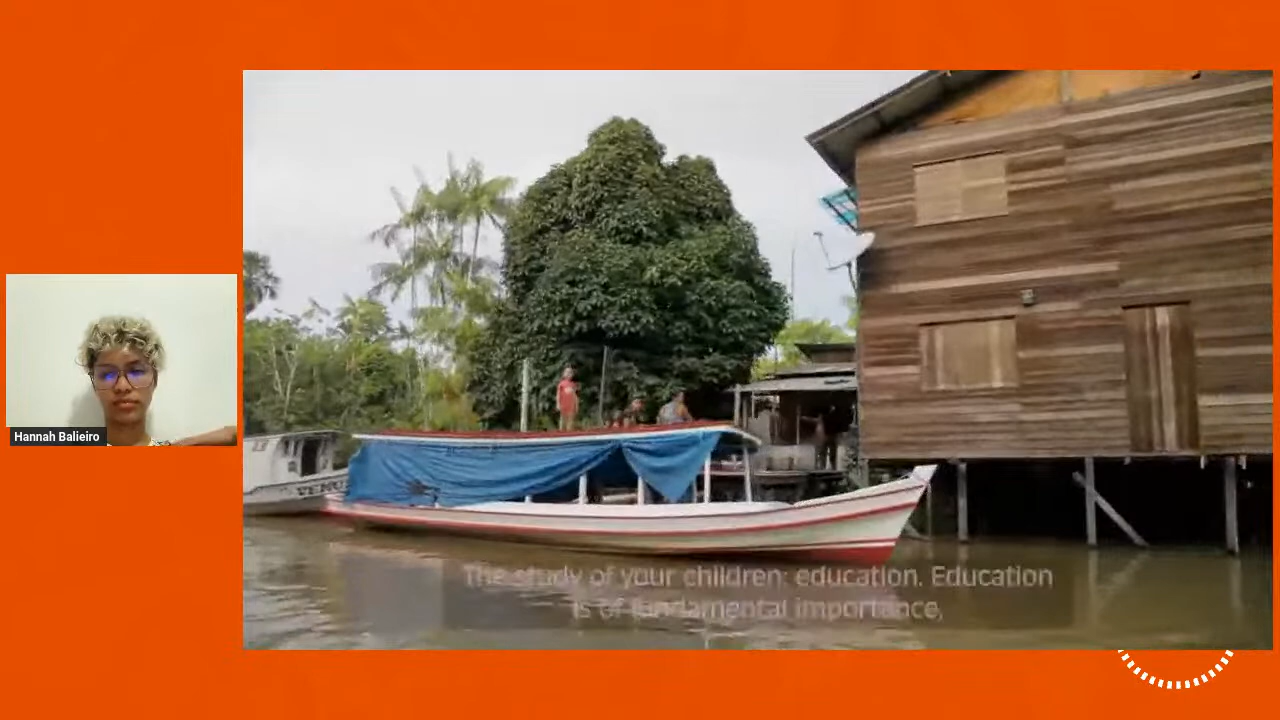 Hannah Balieiro
The study of your children: education. Education
is of fundamental importance,